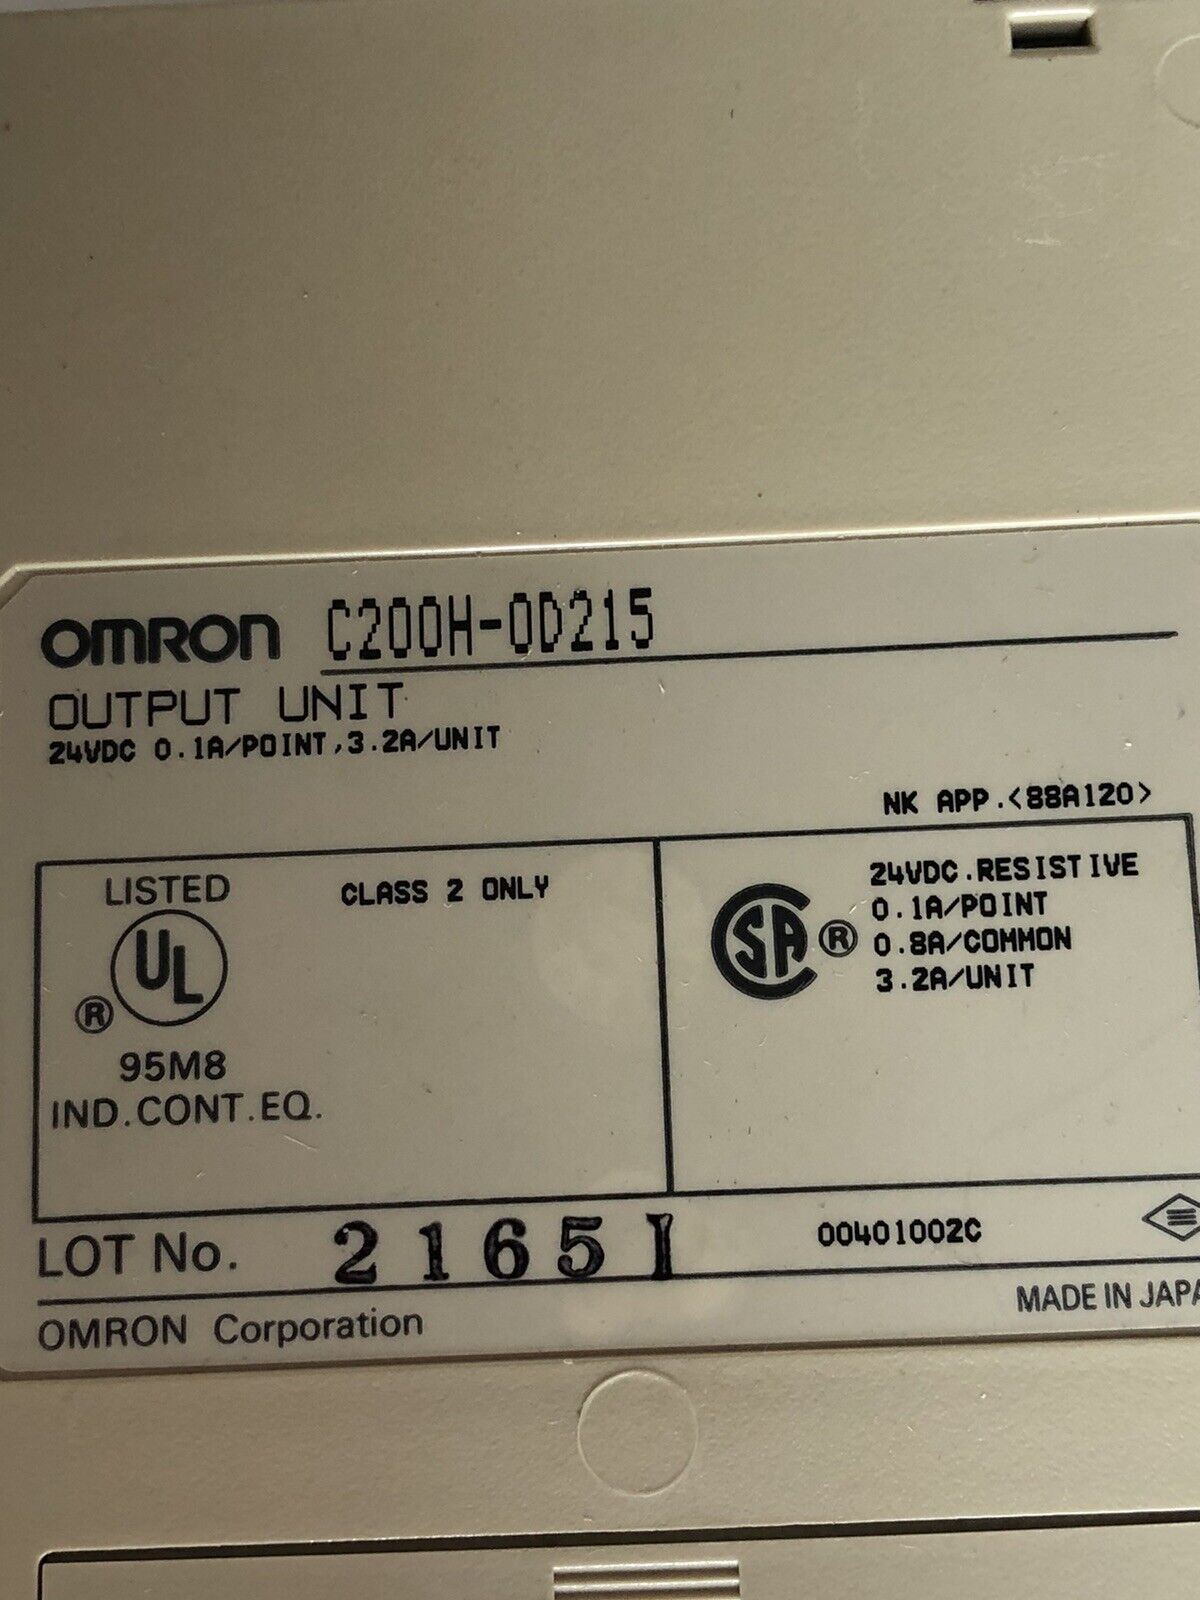 OMRON C200H-OD215
OUTPUT UNIT
24VDC 0.1A/POINT,3.2A/UNIT
NK APP.<88A120>
LISTED
CLASS 2 ONLY
UL
®
95M8
IND.CONT.EQ.
SA ®
24VDC.RESISTIVE
0.1A/POINT
0.8A/COMMON
3.2A/UNIT
LOT No. 2165I
00401002C
OMRON Corporation
MADE IN JAPA